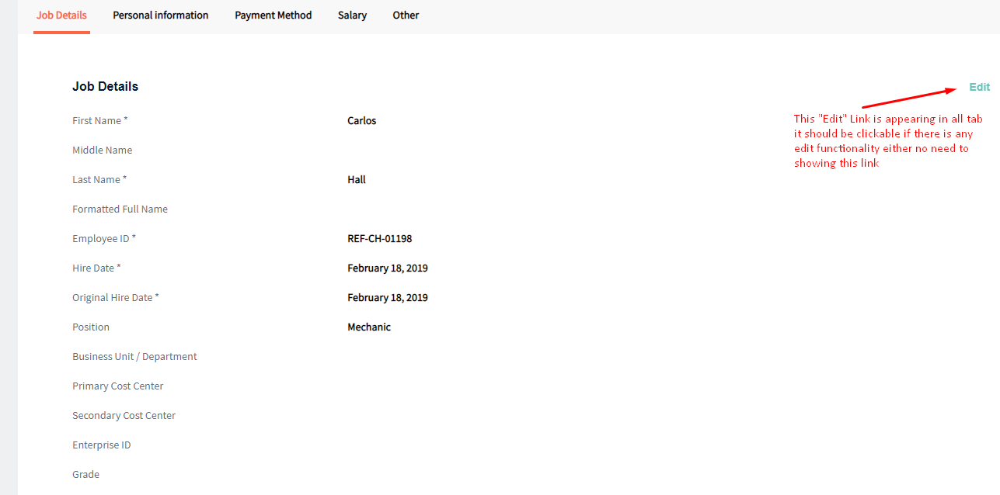 Job Details Personal information Payment Method Salary Other
Job Details Edit
First Name * Carlos
This "Edit" Link is appearing in all tab
it should be clickable if there is any
edit functionality either no need to
showing this link
Middle Name
Last Name * Hall
Formatted Full Name
Employee ID * REF-CH-01198
Hire Date * February 18, 2019
Original Hire Date * February 18, 2019
Position Mechanic
Business Unit / Department
Primary Cost Center
Secondary Cost Center
Enterprise ID
Grade